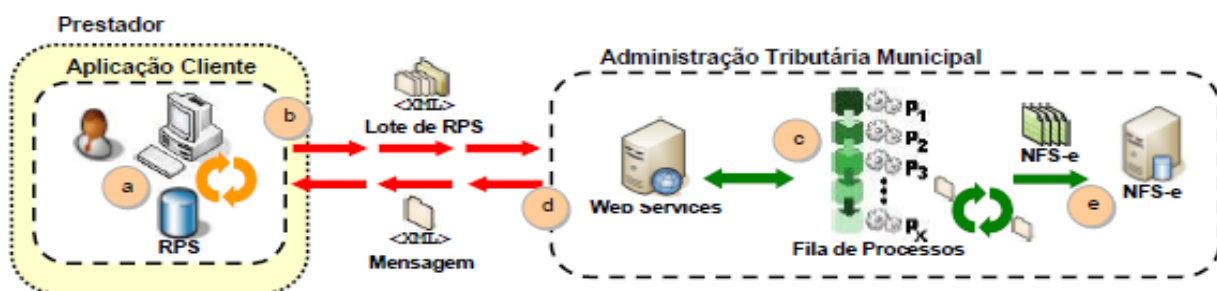 Prestador
Aplicação Cliente
a
RPS
b
<XML>
Lote de RPS
<XML>
Mensagem
d
Administração Tributária Municipal
Web Services
c
P1
P2
P3
PX
Fila de Processos
NFS-e
e
NFS-e